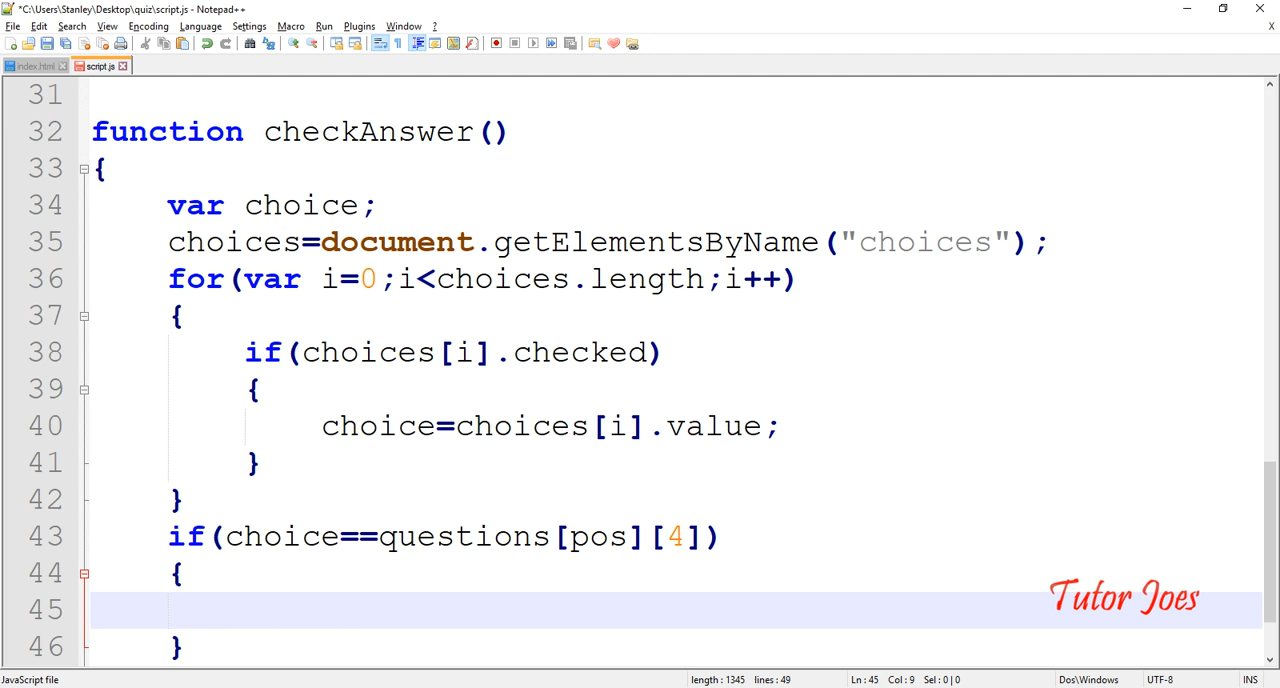 *C:\Users\Stanley\Desktop\quiz\script.js - Notepad++
File Edit Search View Encoding Language Settings Macro Run Plugins Window ?
X
index.html script.js
31
32 function checkAnswer()
33 {
34 var choice;
35 choices=document.getElementsByName("choices");
36 for(var i=0;i<choices.length;i++)
37 {
38 if(choices[i].checked)
39 {
40 choice=choices[i].value;
41 }
42 }
43 if(choice==questions[pos][4])
44 {
45
46 }
Tutor Joes
JavaScript file length : 1345 lines : 49 Ln : 45 Col : 9 Sel : 0 | 0 Dos\Windows UTF-8 INS